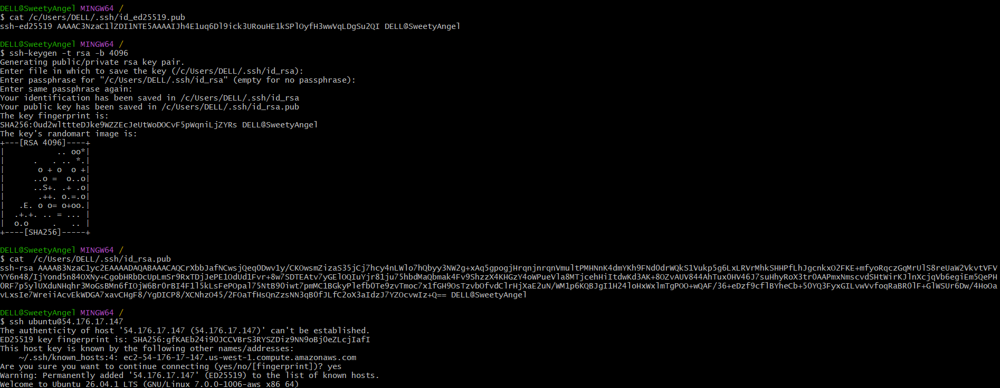 DELL@SweetyAngel MINGW64 /
$ cat /c/Users/DELL/.ssh/id_ed25519.pub
ssh-ed25519 AAAAC3NzaC1lZDI1NTE5AAAAIJh4E1uq6Dl9ick3URouHE1kSPlOyfH3wwVqLDgSu2QI DELL@SweetyAngel
DELL@SweetyAngel MINGW64 /
$ ssh-keygen -t rsa -b 4096
Generating public/private rsa key pair.
Enter file in which to save the key (/c/Users/DELL/.ssh/id_rsa):
Enter passphrase for "/c/Users/DELL/.ssh/id_rsa" (empty for no passphrase):
Enter same passphrase again:
Your identification has been saved in /c/Users/DELL/.ssh/id_rsa
Your public key has been saved in /c/Users/DELL/.ssh/id_rsa.pub
The key fingerprint is:
SHA256:Oud2wltttteDJke9WZZEcJeUtWoDOCvF5pWqniLjZYRs DELL@SweetyAngel
The key's randomart image is:
+---[RSA 4096]----+
|           .. oo*|
|      .   . .. *.|
|       o + o  o +|
|      ..o =  o..o|
|      ..S+. .+ .o|
|       .++. o.=.o|
|   .E. o o= o+oo.|
|  .+.+. .. = ... |
|  o.o     .   .. |
+----[SHA256]-----+
DELL@SweetyAngel MINGW64 /
$ cat  /c/Users/DELL/.ssh/id_rsa.pub
ssh-rsa AAAAB3NzaC1yc2EAAAADAQABAAACAQCrXbbJafNCwsjQeq0Dwv1y/CKOwsmZizaS35jCj7hcy4nLWlo7hQbyy3NW2g+xAq5gpogjHrqnjnrqnVmultPMHNnK4dmYKh9FNdOdrWQkS1Vukp5g6LxLRVrMhkSHHPfLhJgcnkxO2FKE+mfyoRqczGqMrUlS8reUaW2VkvtVFV
YY6n48/IjYond5n84OXNy+CgobHRbDcUpLmSr9RxTDjJePE1OdUd1Fvr+8w7SDTEAtv7yGElOQIuYjr81ju75hbdMaQbmak4Fv9ShzzX4KHGzY4oWPueVla8MTjcehHiItdwKd3AK+8OZvAUV844AhTux0HV46J7suHhyRoX3tr0AAPmxNmscvdSHtWirKJlnXcjqVb6egiEm5QePH
0RF7p5ylUXduNHqhr3MoGsBMn6fIOjW6Br0rBI4F1l5kLsFePOpal75NtB9Oiwt7pmMC1BGkyPlefb0Te9zvTmoc7x1fGH9OsTzvbOfvdClrHjXaE2uN/WM1p6KQBJgI1H24loHxWxlmTgPOO+wQAF/36+eDzf9cflBYheCb+5OYQ3FyxGILvwVvfoqRaBR0lF+GlWSUr6Dw/4HoOa
vLxsIe7WreiiAcvEkWDGA7xavCHgF8/YgDICP8/XCNhzO45/2FOaTfHsQnZzsNN3qB0fJLfC2oX3aIdzJ7YZOcvwIz+Q== DELL@SweetyAngel
DELL@SweetyAngel MINGW64 /
$ ssh ubuntu@54.176.17.147
The authenticity of host '54.176.17.147 (54.176.17.147)' can't be established.
ED25519 key fingerprint is: SHA256:gfKAEb24i9OJCCVBrS3RYSZDiz9NN9oBj0eZLcjIafI
This host key is known by the following other names/addresses:
    ~/.ssh/known_hosts:4: ec2-54-176-17-147.us-west-1.compute.amazonaws.com
Are you sure you want to continue connecting (yes/no/[fingerprint])? yes
Warning: Permanently added '54.176.17.147' (ED25519) to the list of known hosts.
Welcome to Ubuntu 26.04.1 LTS (GNU/Linux 7.0.0-1006-aws x86_64)